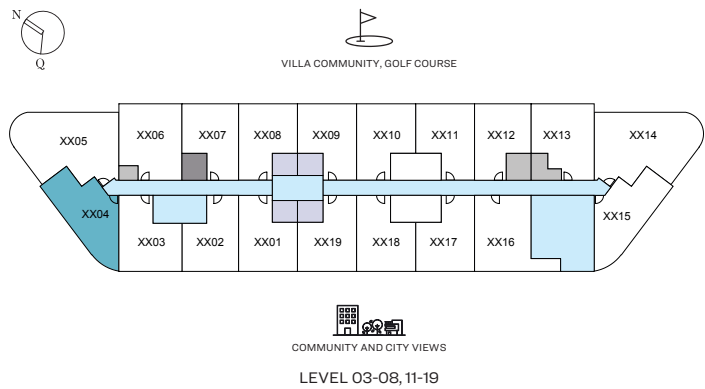 N
Q
VILLA COMMUNITY, GOLF COURSE
XX05 XX06 XX07 XX08 XX09 XX10 XX11 XX12 XX13 XX14
XX04 XX03 XX02 XX01 XX19 XX18 XX17 XX16 XX15
COMMUNITY AND CITY VIEWS
LEVEL 03-08, 11-19